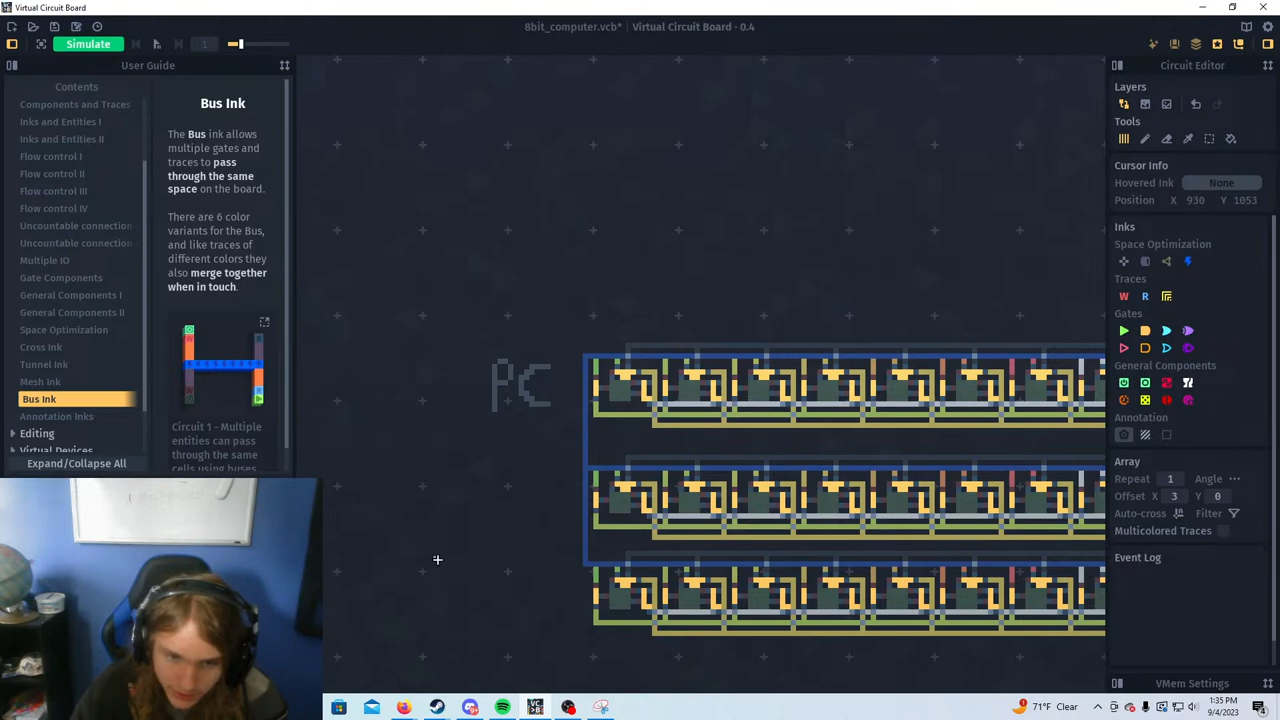 Virtual Circuit Board
8bit_computer.vcb* | Virtual Circuit Board - 0.4
Simulate
1
User Guide
Contents
Components and Traces
Inks and Entities I
Inks and Entities II
Flow control I
Flow control II
Flow control III
Flow control IV
Uncountable connection
Uncountable connection
Multiple IO
Gate Components
General Components I
General Components II
Space Optimization
Cross Ink
Tunnel Ink
Mesh Ink
Bus Ink
Annotation Inks
Editing
Virtual Devices
Expand/Collapse All
Bus Ink
The Bus ink allows
multiple gates and
traces to pass
through the same
space on the board.
There are 6 color
variants for the Bus,
and like traces of
different colors they
also merge together
when in touch.
Circuit 1 - Multiple
entities can pass
through the same
cells using buses
PC
Circuit Editor
Layers
Tools
Cursor Info
Hovered Ink None
Position X 930 Y 1053
Inks
Space Optimization
Traces
W R
Gates
General Components
Annotation
Array
Repeat 1 Angle
Offset X 3 Y 0
Auto-cross Filter
Multicolored Traces
Event Log
VMem Settings
71°F Clear
1:35 PM
9/4/2023